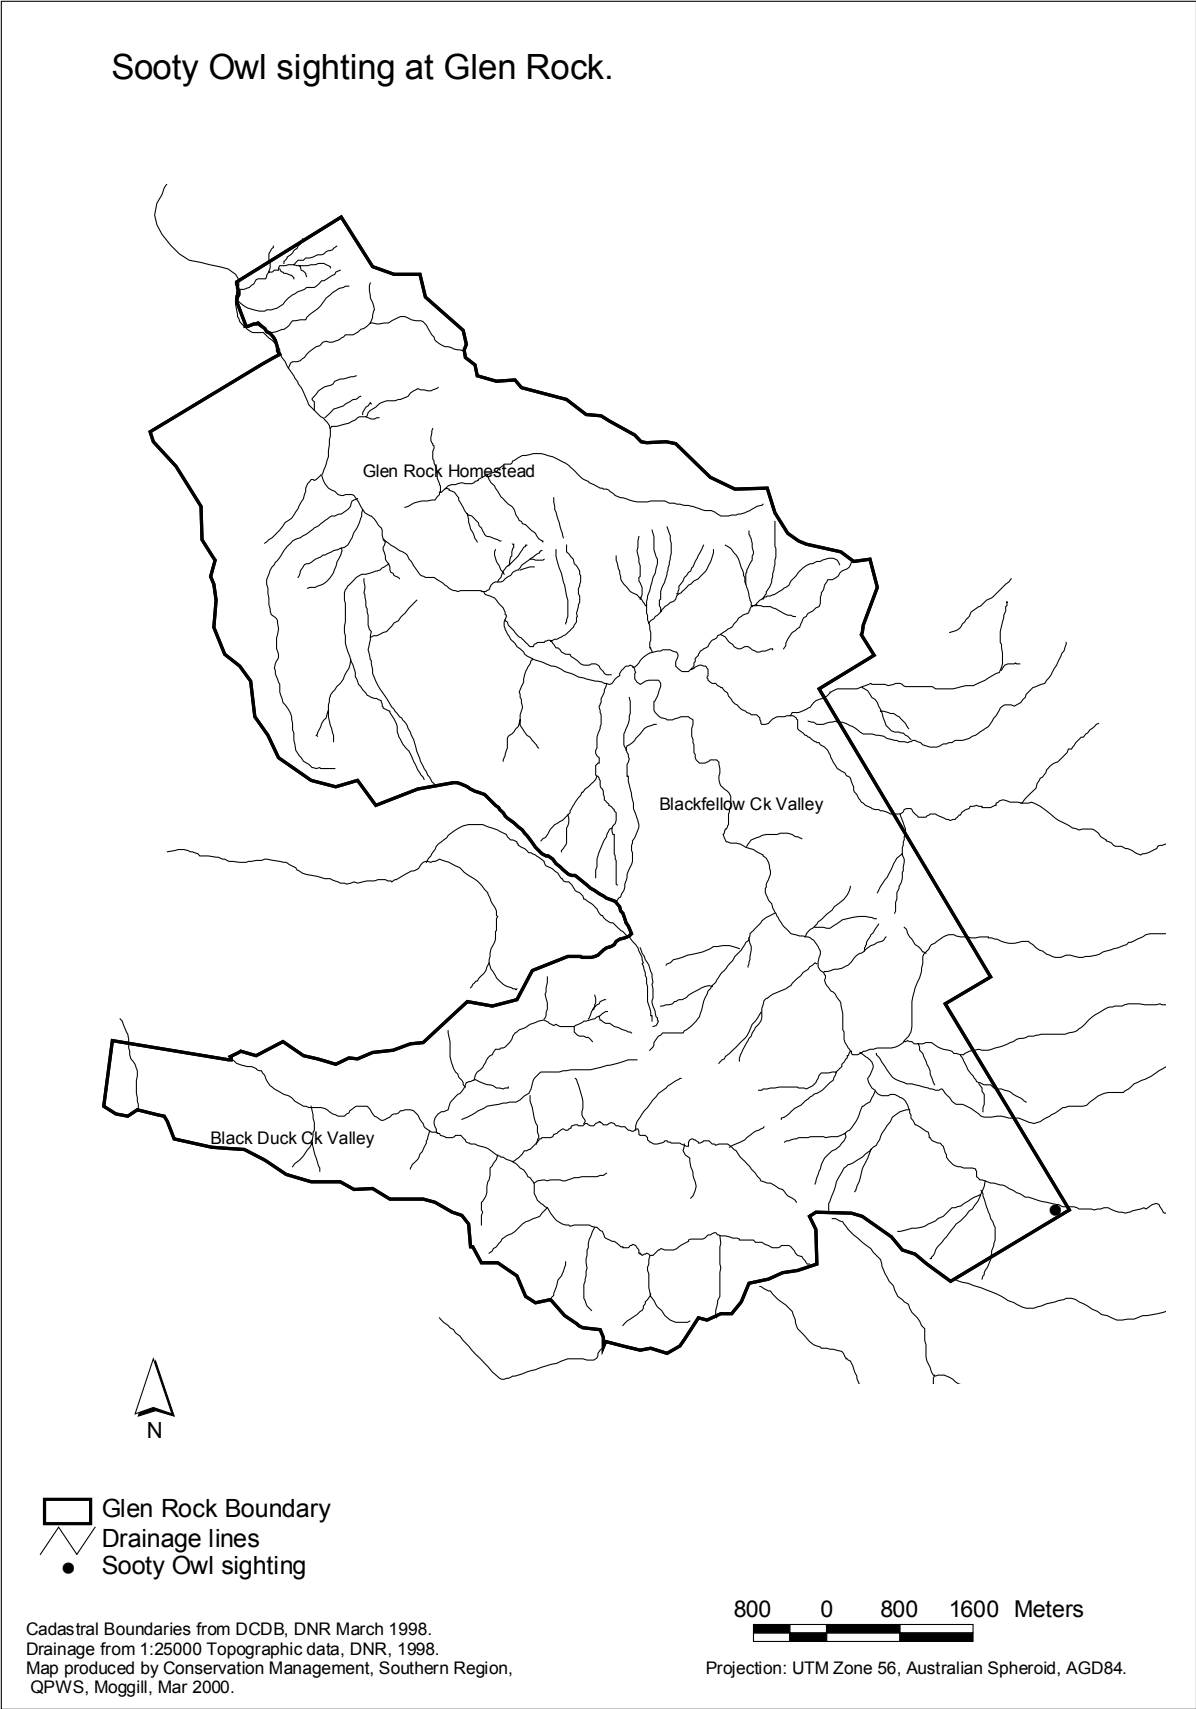 Sooty Owl sighting at Glen Rock.
Glen Rock Homestead
Blackfellow Ck Valley
Black Duck Ck Valley
N
Glen Rock Boundary
Drainage lines
Sooty Owl sighting
800 0 800 1600 Meters
Cadastral Boundaries from DCDB, DNR March 1998.
Drainage from 1:25000 Topographic data, DNR, 1998.
Map produced by Conservation Management, Southern Region,
QPWS, Moggill, Mar 2000.
Projection: UTM Zone 56, Australian Spheroid, AGD84.